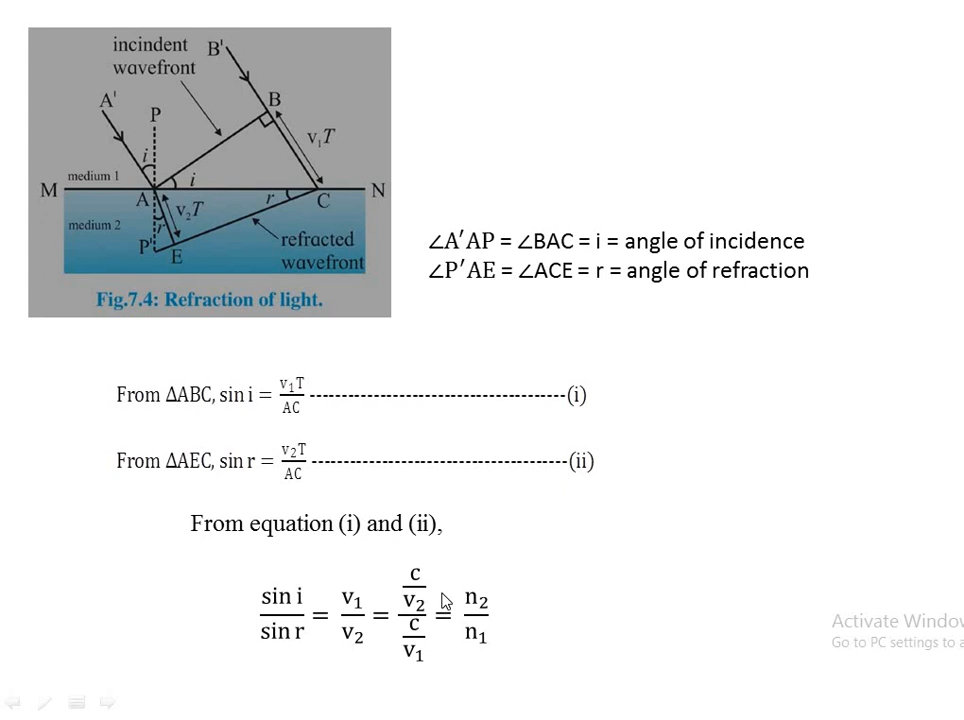 incindent
wavefront
B'
A'
P
B
i
v₁T
medium 1
i
M
A
r
C
N
medium 2
v₂T
r
P'
E
refracted
wavefront
Fig.7.4: Refraction of light.
∠A′AP = ∠BAC = i = angle of incidence
∠P′AE = ∠ACE = r = angle of refraction
From ΔABC, sin i = v₁T/AC ----------------------------------------(i)
From ΔAEC, sin r = v₂T/AC ----------------------------------------(ii)
From equation (i) and (ii),
sin i/sin r = v₁/v₂ = (c/v₂)/(c/v₁) = n₂/n₁
Activate Windov
Go to PC settings to a